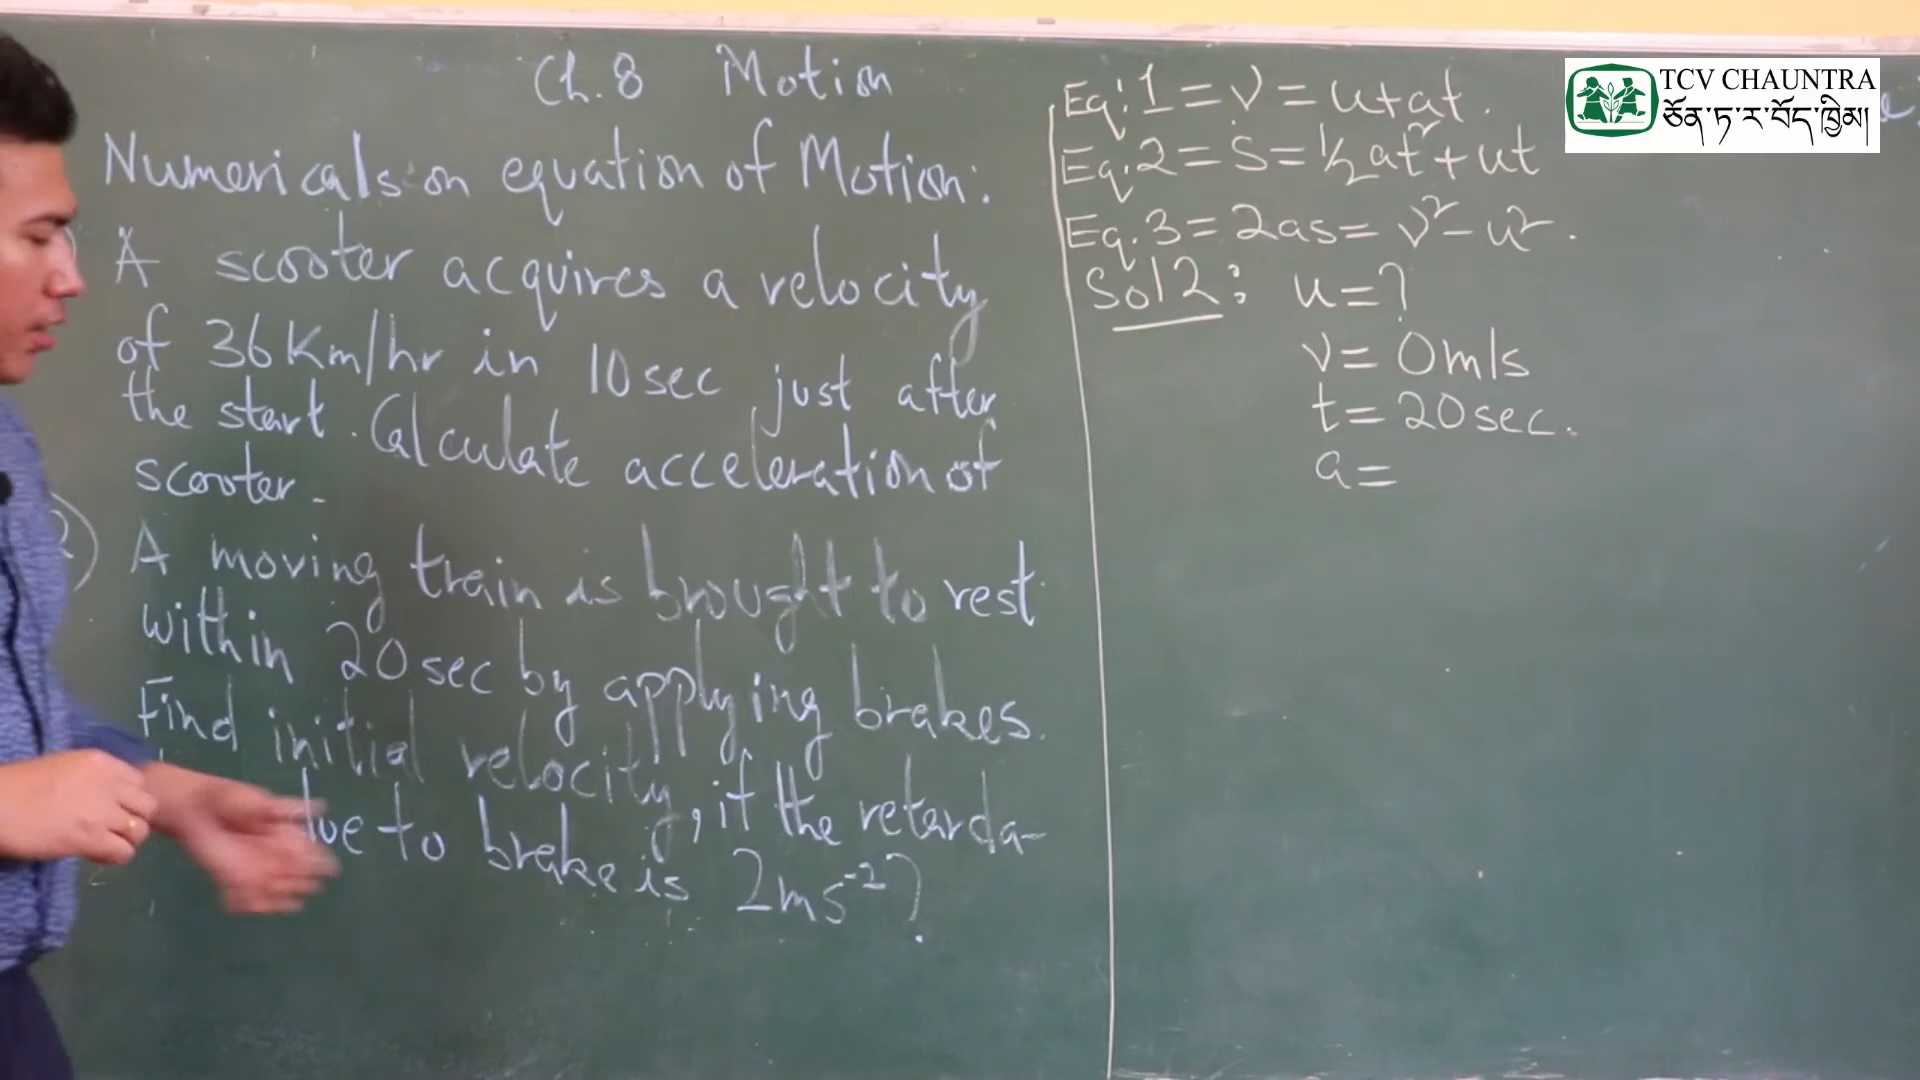 Ch. 8 Motion
Numericals on equation of Motion:
A scooter acquires a velocity
of 36 Km/hr in 10 sec just after
the start. Calculate acceleration of
scooter.
2) A moving train is brought to rest
within 20 sec by applying brakes.
Find initial velocity, if the retarda-
due to brake is 2ms⁻²?
Eq: 1 = v = u+at.
Eq: 2 = S = ½at²+ut
Eq. 3 = 2as = v²-u².
Sol 2: u = ?
v = 0m/s
t = 20 sec.
a =
TCV CHAUNTRA
ཅོན་ཏ་ར་བོད་ཁྱིམ།